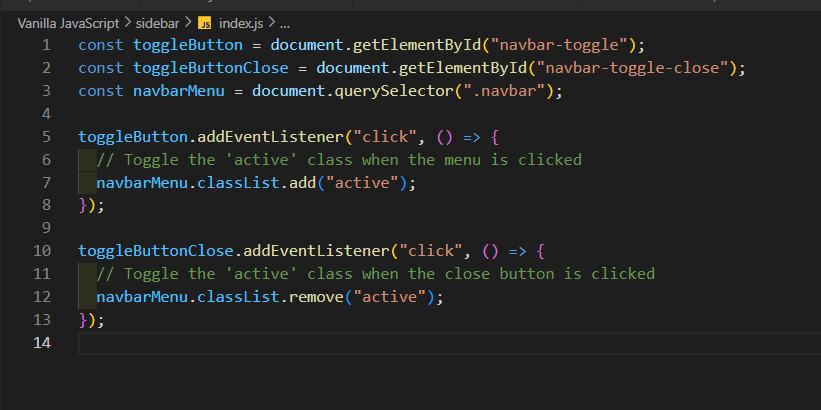 Vanilla JavaScript > sidebar > JS index.js > ...
1 const toggleButton = document.getElementById("navbar-toggle");
2 const toggleButtonClose = document.getElementById("navbar-toggle-close");
3 const navbarMenu = document.querySelector(".navbar");
4
5 toggleButton.addEventListener("click", () => {
6   // Toggle the 'active' class when the menu is clicked
7   navbarMenu.classList.add("active");
8 });
9
10 toggleButtonClose.addEventListener("click", () => {
11   // Toggle the 'active' class when the close button is clicked
12   navbarMenu.classList.remove("active");
13 });
14